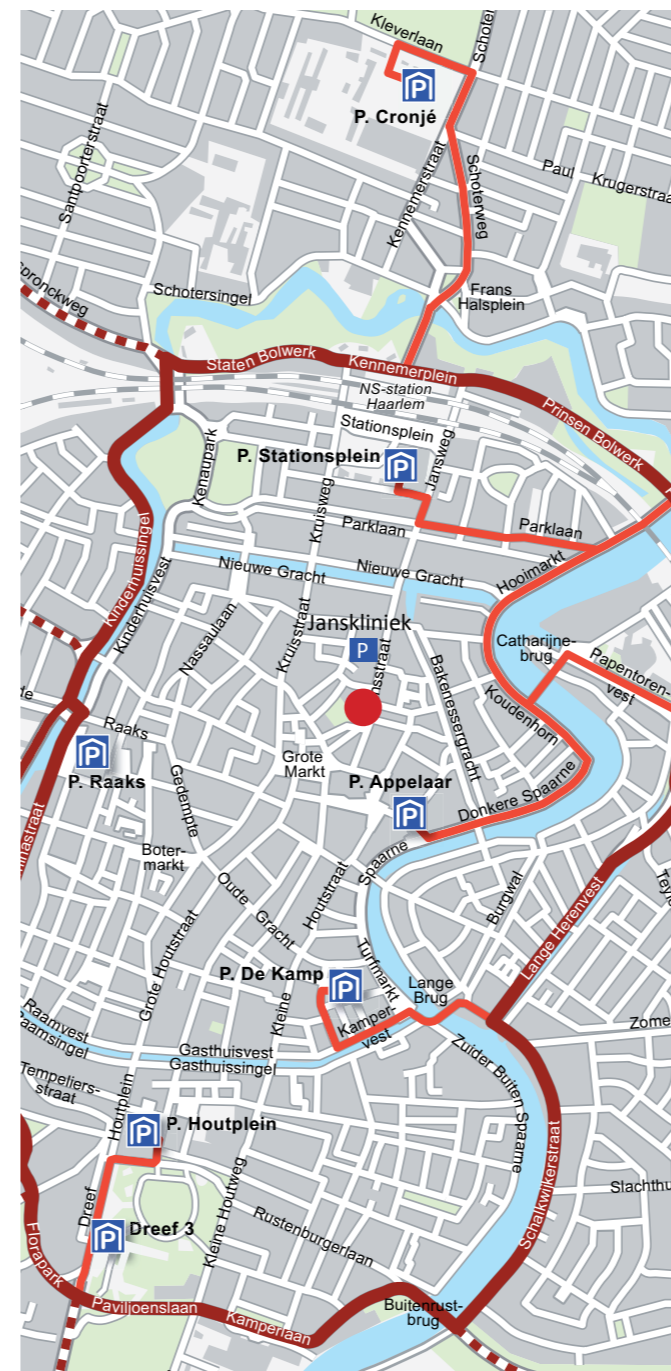 Kleverlaan
P
P. Cronjé
Santpoorterstraat
Kennemerstraat
Schoterweg
Paul Krugerstraa
Schotersingel
Frans
Halsplein
Staten Bolwerk
Kennemerplein
NS-station
Haarlem
Prinsen Bolwerk
Stationsplein
P. Stationsplein
P
Jansweg
Kenaupark
Kruisweg
Parklaan
Parklaan
Hooimarkt
Kinderhuissingel
Kinderhuisvest
Nieuwe Gracht
Nieuwe Gracht
Nassaulaan
Kruisstraat
Janskliniek
P
nsstraat
Bakenessergracht
Catharijne-
brug
Papentoren-
vest
Koudenhorn
Raaks
P
P. Raaks
Grote
Markt
P. Appelaar
P
Donkere Spaarne
Gedempte
Oude Gracht
Boter-
markt
Houtstraat
Spaarne
Burgwal
Lange Herenvest
Grote Houtstraat
P. De Kamp
P
Turfmarkt
Lange
Brug
Kleine
Kamper-
vest
Raamvest
Raamsingel
Gasthuisvest
Gasthuissingel
Zuider Buiten Spaarne
Zome
Tempeliers-
straat
Houtplein
P
P. Houtplein
Schalkwijkerstraat
Slachthu
Dreef
P
Dreef 3
Kleine Houtweg
Rustenburgerlaan
Florapark
Paviljoenslaan
Kamperlaan
Buitenrust-
brug